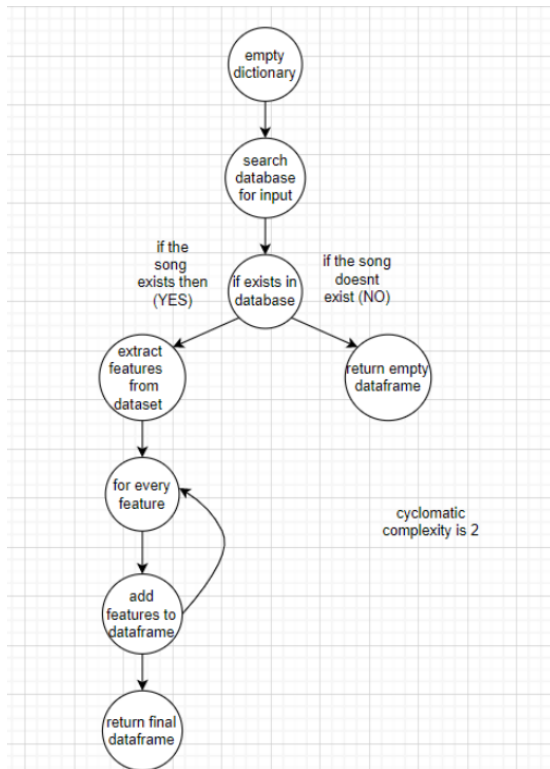 empty
dictionary
search
database
for input
if the
song
exists then
(YES)
if exists in
database
if the song
doesnt
exist (NO)
extract
features
from
dataset
return empty
dataframe
for every
feature
cyclomatic
complexity is 2
add
features to
dataframe
return final
dataframe